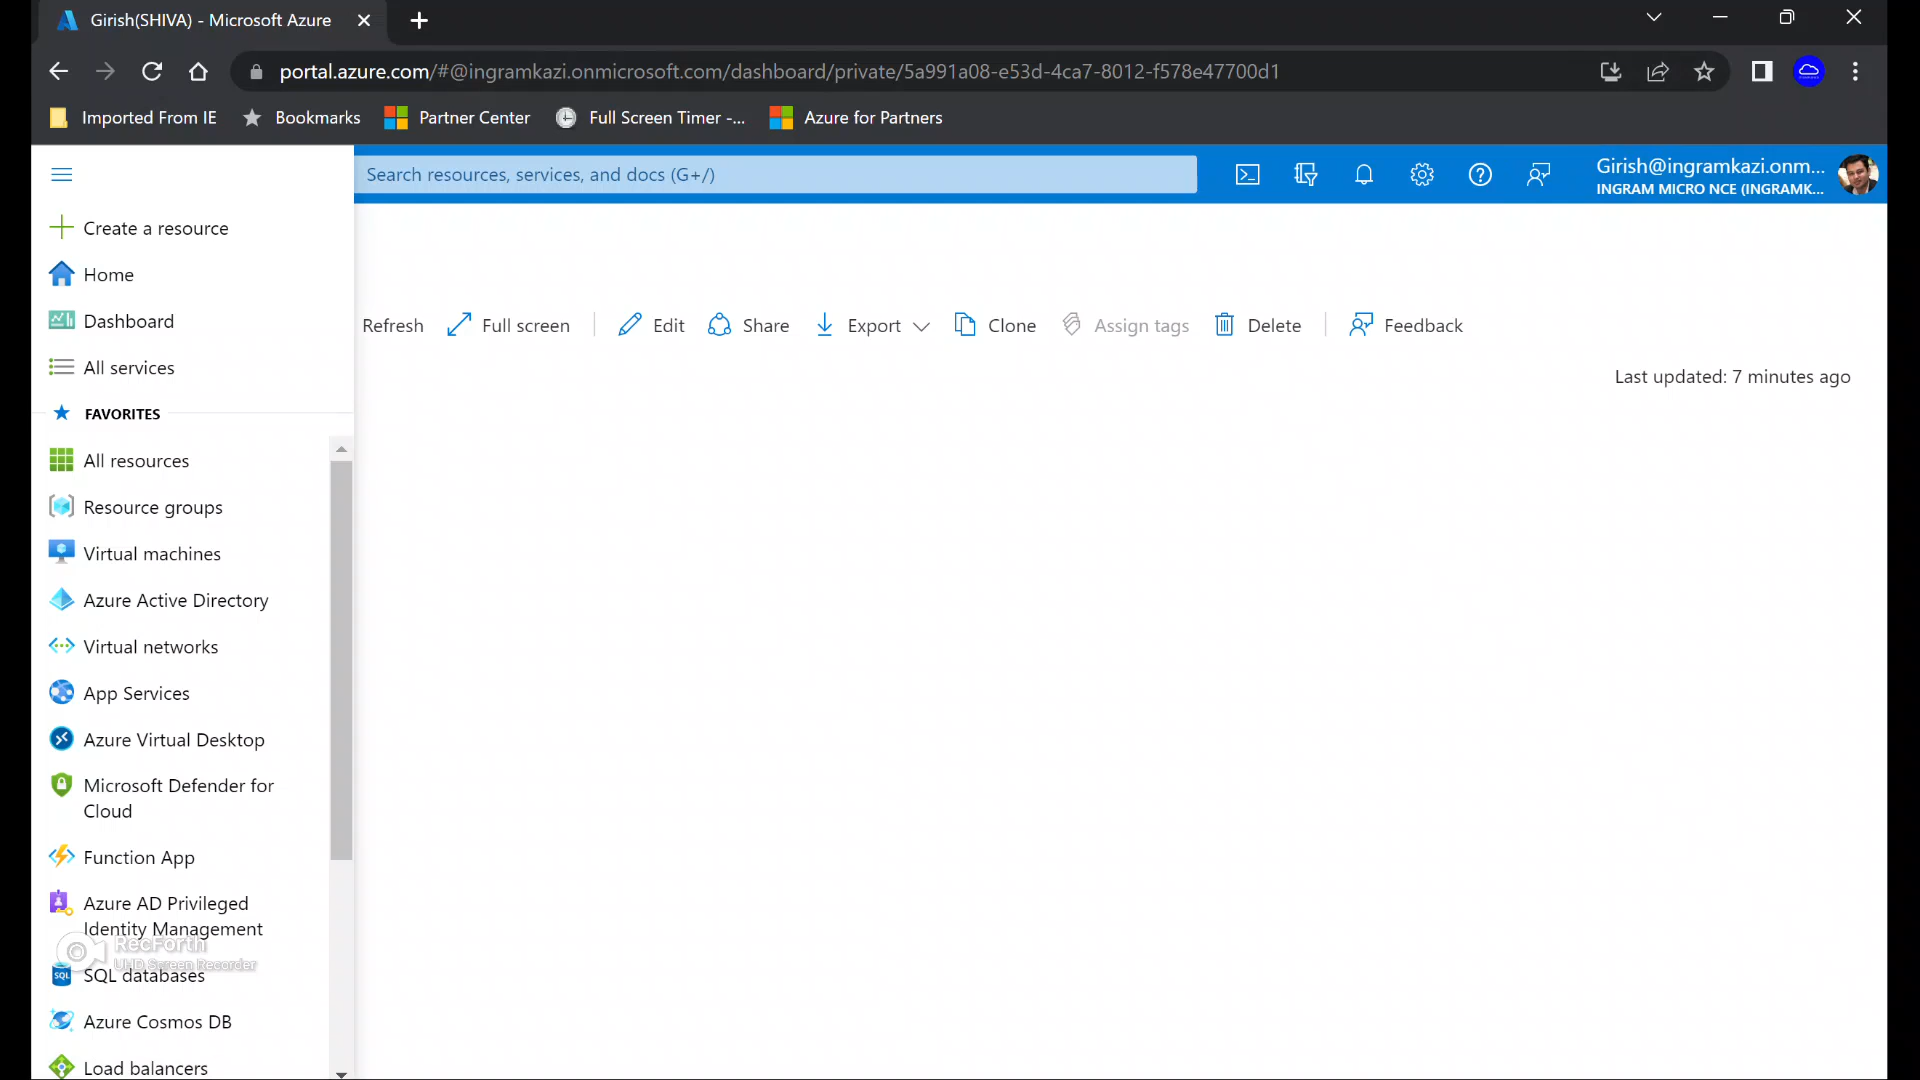 Girish(SHIVA) - Microsoft Azure
portal.azure.com/#@ingramkazi.onmicrosoft.com/dashboard/private/5a991a08-e53d-4ca7-8012-f578e47700d1
Imported From IE Bookmarks Partner Center Full Screen Timer -... Azure for Partners
Search resources, services, and docs (G+/)
Girish@ingramkazi.onm...
INGRAM MICRO NCE (INGRAMK...
Create a resource
Home
Dashboard
All services
FAVORITES
All resources
Resource groups
Virtual machines
Azure Active Directory
Virtual networks
App Services
Azure Virtual Desktop
Microsoft Defender for
Cloud
Function App
Azure AD Privileged
Identity Management
RecForth
UHD Screen Recorder
SQL
SQL databases
Azure Cosmos DB
Load balancers
Refresh Full screen Edit Share Export Clone Assign tags Delete Feedback
Last updated: 7 minutes ago